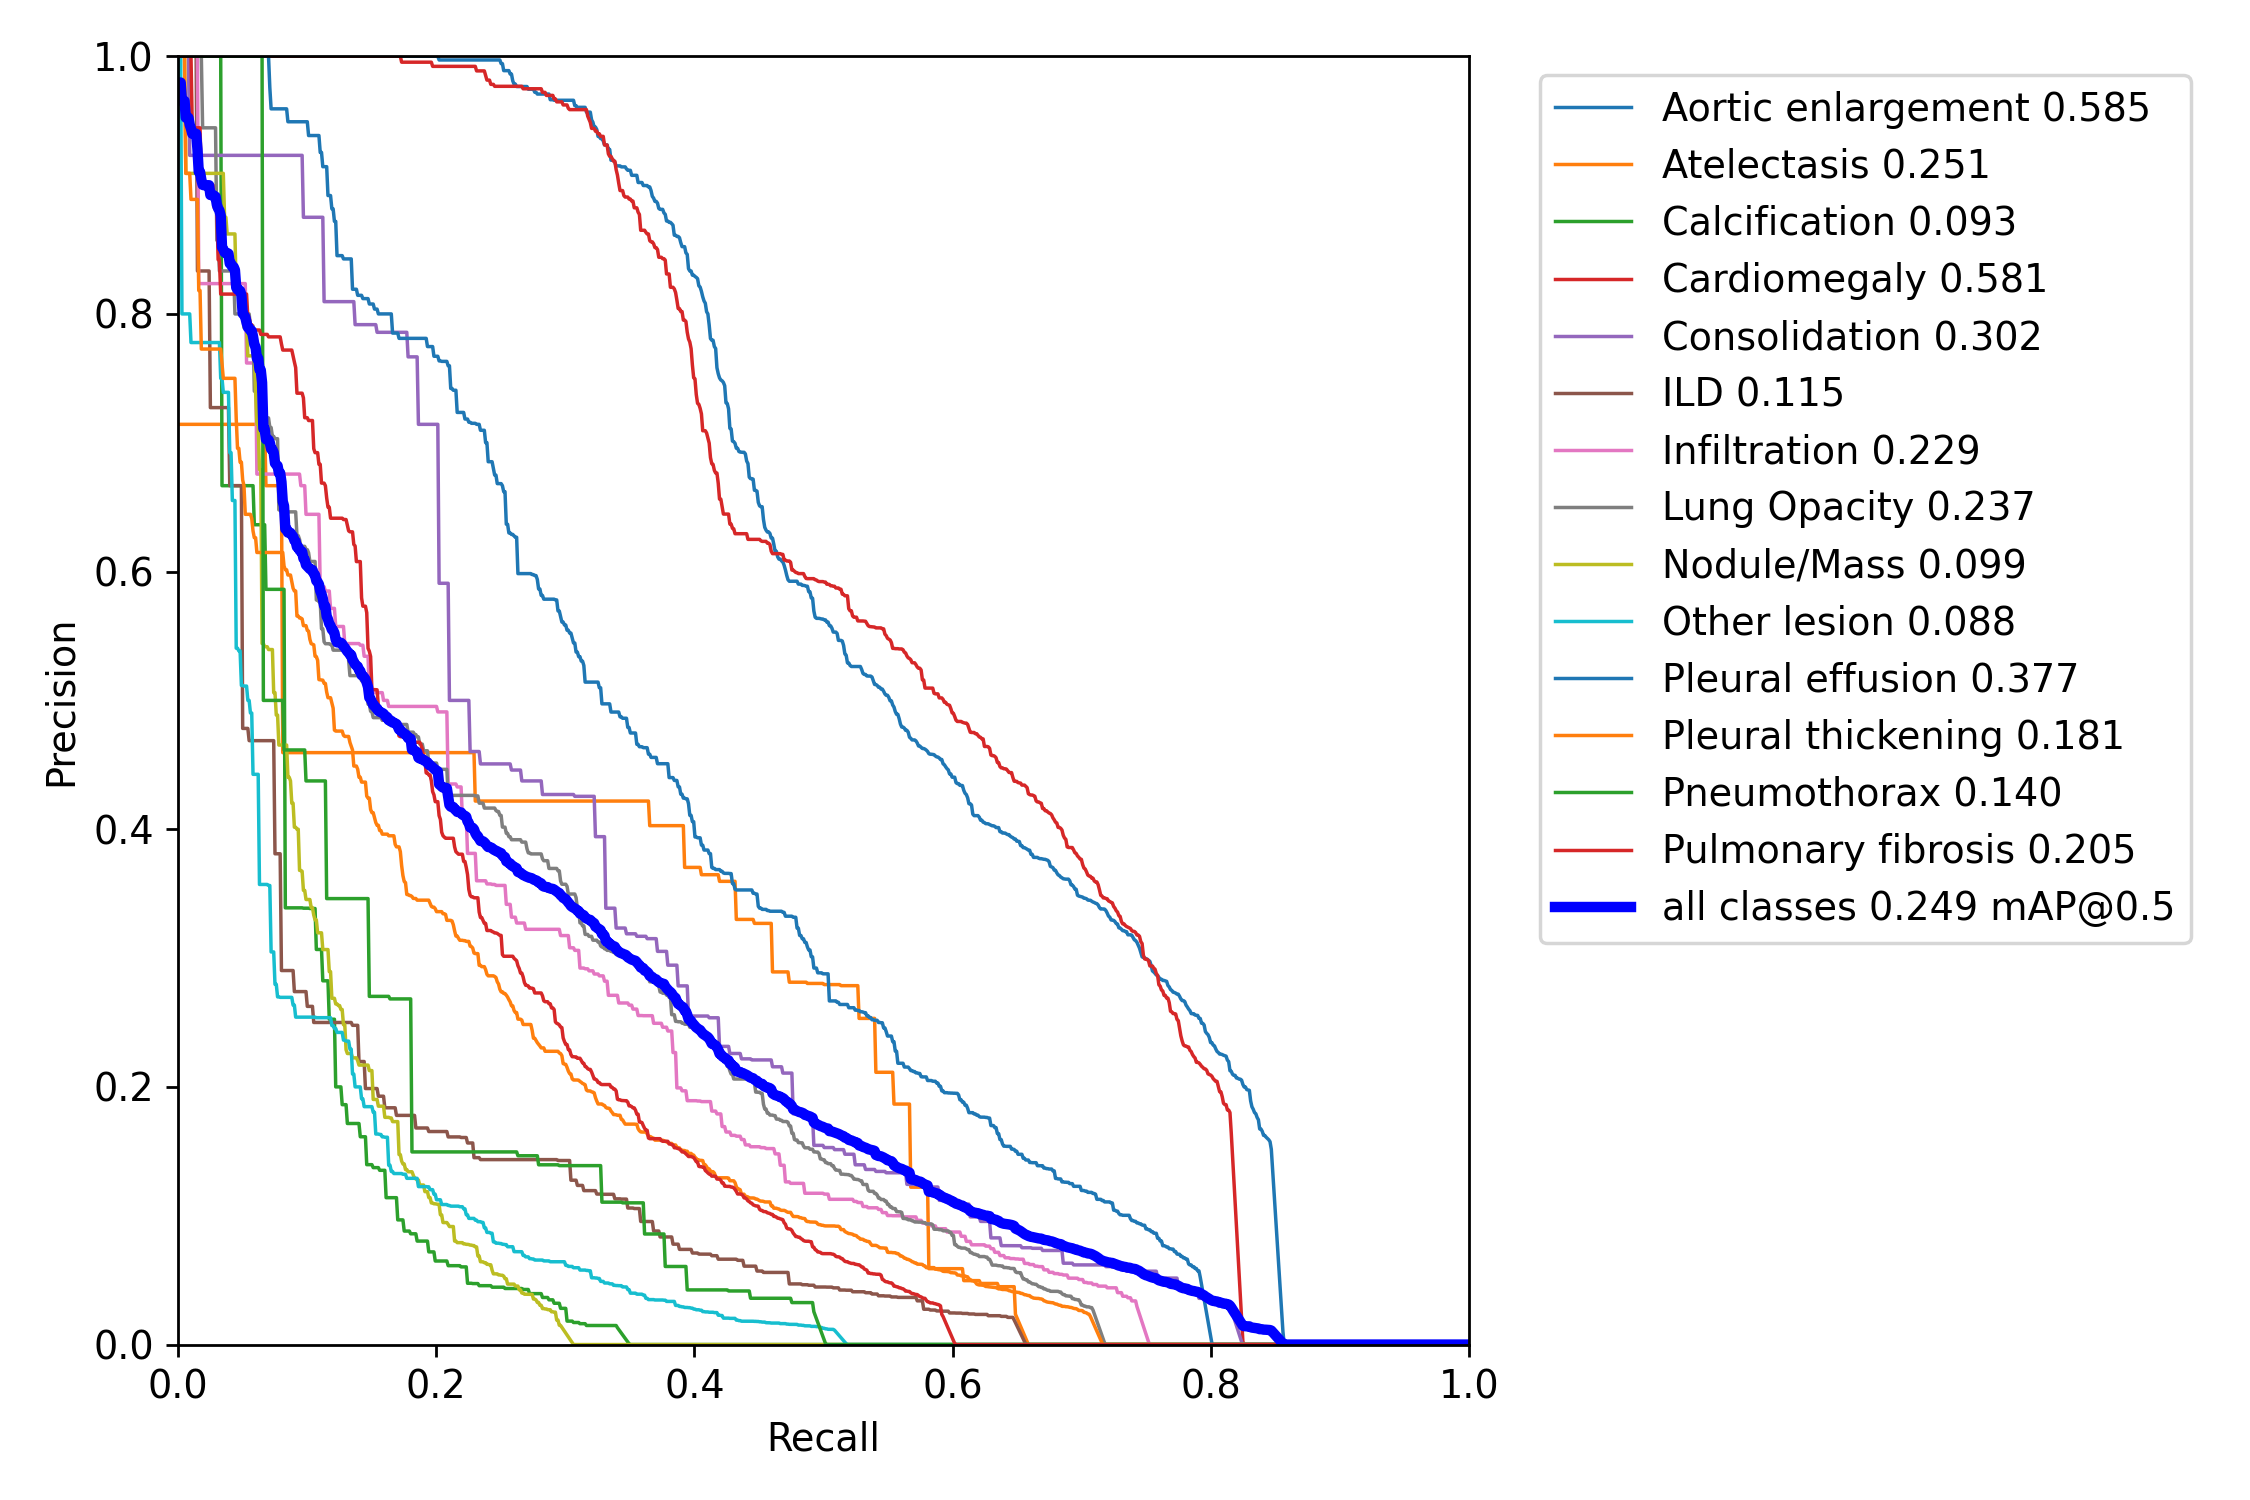 1.0
0.8
0.6
0.4
0.2
0.0
Precision
0.0 0.2 0.4 0.6 0.8 1.0
Recall
Aortic enlargement 0.585
Atelectasis 0.251
Calcification 0.093
Cardiomegaly 0.581
Consolidation 0.302
ILD 0.115
Infiltration 0.229
Lung Opacity 0.237
Nodule/Mass 0.099
Other lesion 0.088
Pleural effusion 0.377
Pleural thickening 0.181
Pneumothorax 0.140
Pulmonary fibrosis 0.205
all classes 0.249 mAP@0.5